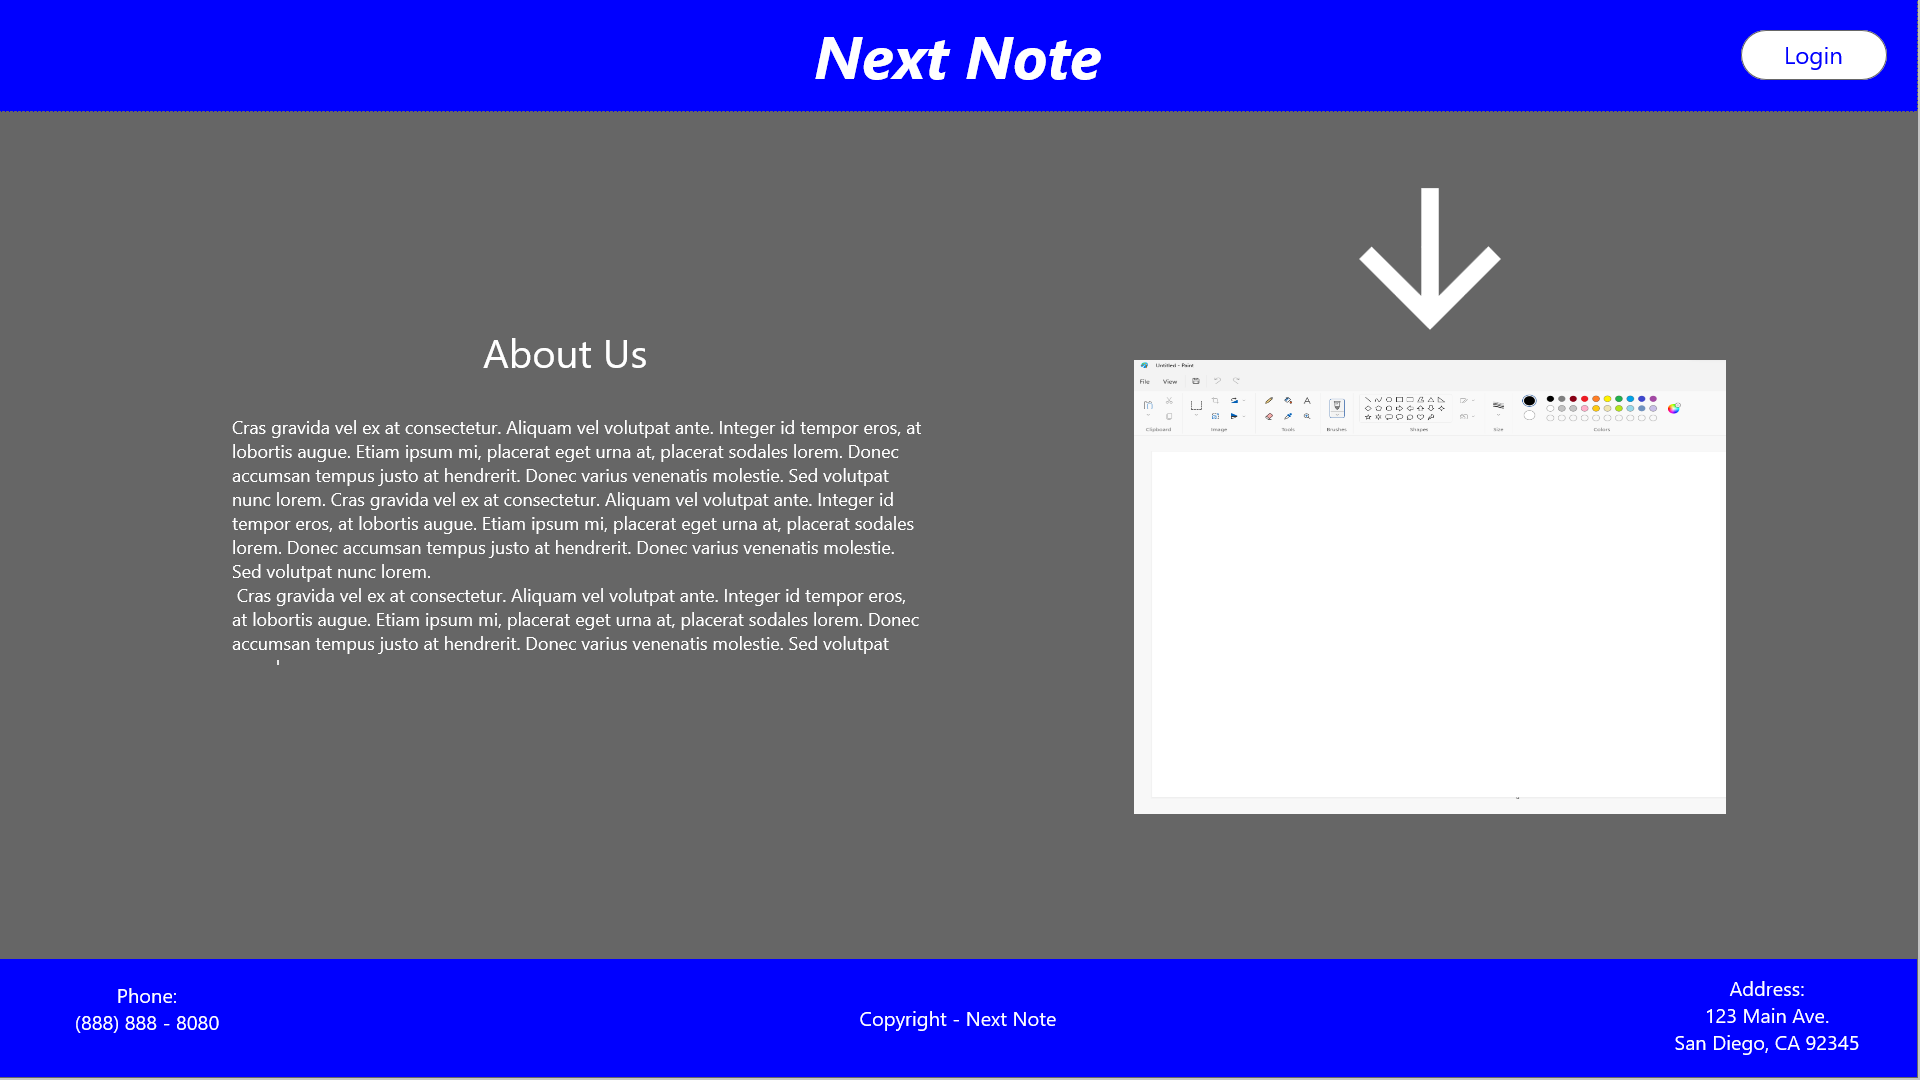 Next Note
Login
About Us
Cras gravida vel ex at consectetur. Aliquam vel volutpat ante. Integer id tempor eros, at
lobortis augue. Etiam ipsum mi, placerat eget urna at, placerat sodales lorem. Donec
accumsan tempus justo at hendrerit. Donec varius venenatis molestie. Sed volutpat
nunc lorem. Cras gravida vel ex at consectetur. Aliquam vel volutpat ante. Integer id
tempor eros, at lobortis augue. Etiam ipsum mi, placerat eget urna at, placerat sodales
lorem. Donec accumsan tempus justo at hendrerit. Donec varius venenatis molestie.
Sed volutpat nunc lorem.
Cras gravida vel ex at consectetur. Aliquam vel volutpat ante. Integer id tempor eros,
at lobortis augue. Etiam ipsum mi, placerat eget urna at, placerat sodales lorem. Donec
accumsan tempus justo at hendrerit. Donec varius venenatis molestie. Sed volutpat
Untitled - Paint
File View
Clipboard Image Tools Brushes Shapes Size Colors
Phone:
(888) 888 - 8080
Copyright - Next Note
Address:
123 Main Ave.
San Diego, CA 92345